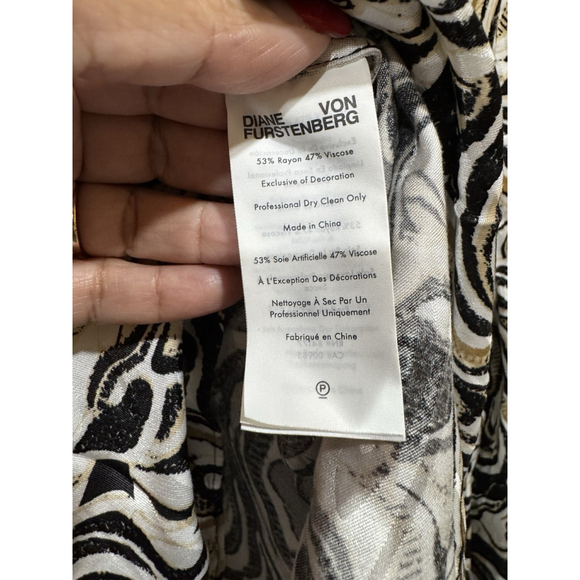 DIANE VON
FURSTENBERG
53% Rayon 47% Viscose
Exclusive of Decoration
Professional Dry Clean Only
Made in China
53% Soie Artificielle 47% Viscose
À L'Exception Des Décorations
Nettoyage À Sec Par Un
Professionnel Uniquement
Fabriqué en Chine
P